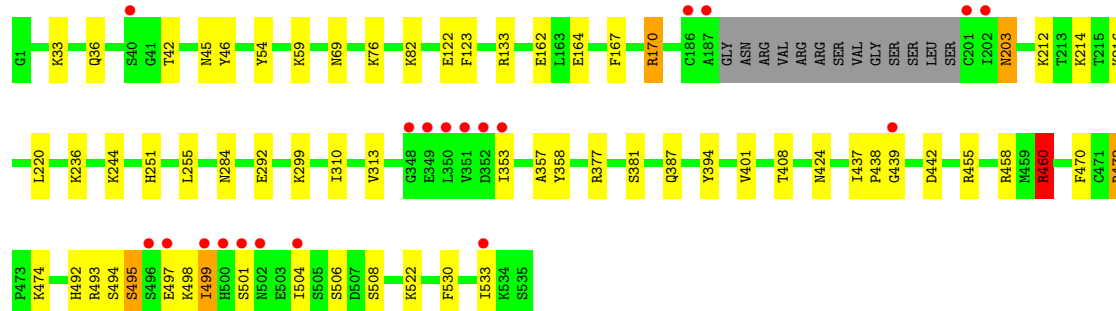 G1 K33 Q36 S40 G41 T42 N45 Y46 Y54 K59 N69 K76 K82 E122 F123 R133 E162 L163 E164 F167 R170 C186 A187 GLY ASN ARG VAL ARG ARG SER VAL GLY SER SER LEU SER C201 I202 N203 K212 T213 K214 T215
L220 K236 K244 H251 L255 N284 E292 K299 I310 V313 G348 E349 L350 V351 D352 I353 A357 Y358 R377 S381 Q387 Y394 V401 T408 N424 I437 P438 G439 D442 R455 R458 M459 R460 F470 C471
P473 K474 H492 R493 S494 S495 S496 E497 K498 I499 H500 S501 N502 E503 I504 S505 S506 D507 S508 K522 F530 I533 K534 S535